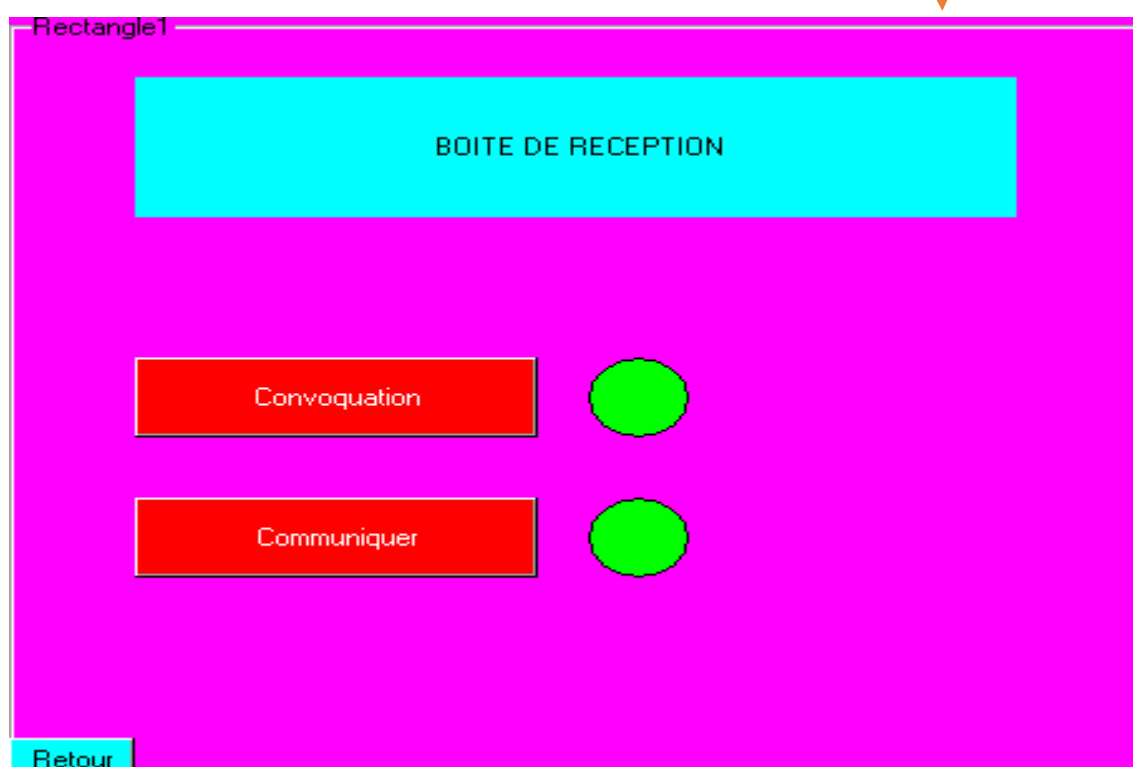 Rectangle1
BOITE DE RECEPTION
Convoquation
Communiquer
Retour